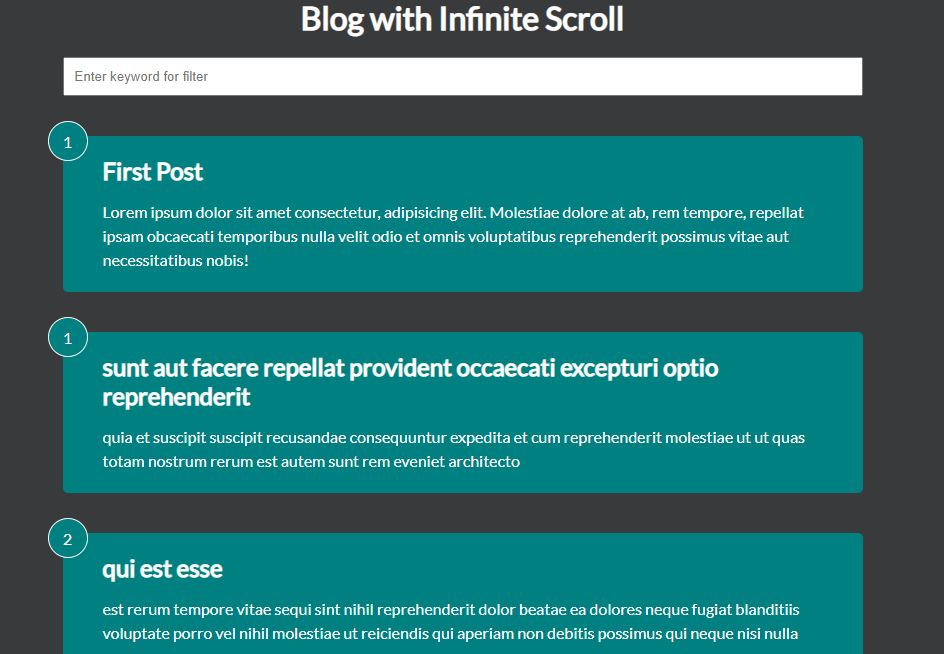 Blog with Infinite Scroll
Enter keyword for filter
1
First Post
Lorem ipsum dolor sit amet consectetur, adipisicing elit. Molestiae dolore at ab, rem tempore, repellat
ipsam obcaecati temporibus nulla velit odio et omnis voluptatibus reprehenderit possimus vitae aut
necessitatibus nobis!
1
sunt aut facere repellat provident occaecati excepturi optio
reprehenderit
quia et suscipit suscipit recusandae consequuntur expedita et cum reprehenderit molestiae ut ut quas
totam nostrum rerum est autem sunt rem eveniet architecto
2
qui est esse
est rerum tempore vitae sequi sint nihil reprehenderit dolor beatae ea dolores neque fugiat blanditiis
voluptate porro vel nihil molestiae ut reiciendis qui aperiam non debitis possimus qui neque nisi nulla